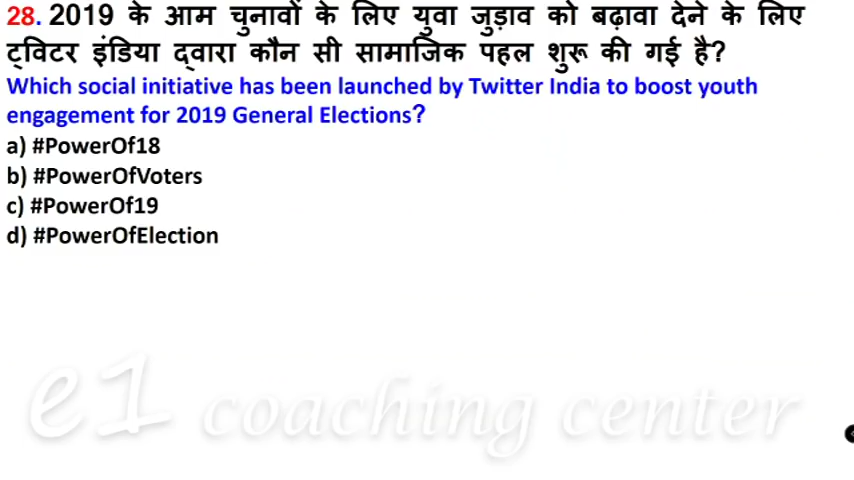 28. 2019 के आम चुनावों के लिए युवा जुड़ाव को बढ़ावा देने के लिए
ट्विटर इंडिया द्वारा कौन सी सामाजिक पहल शुरू की गई है?
Which social initiative has been launched by Twitter India to boost youth
engagement for 2019 General Elections?
a) #PowerOf18
b) #PowerOfVoters
c) #PowerOf19
d) #PowerOfElection
e1 coaching center